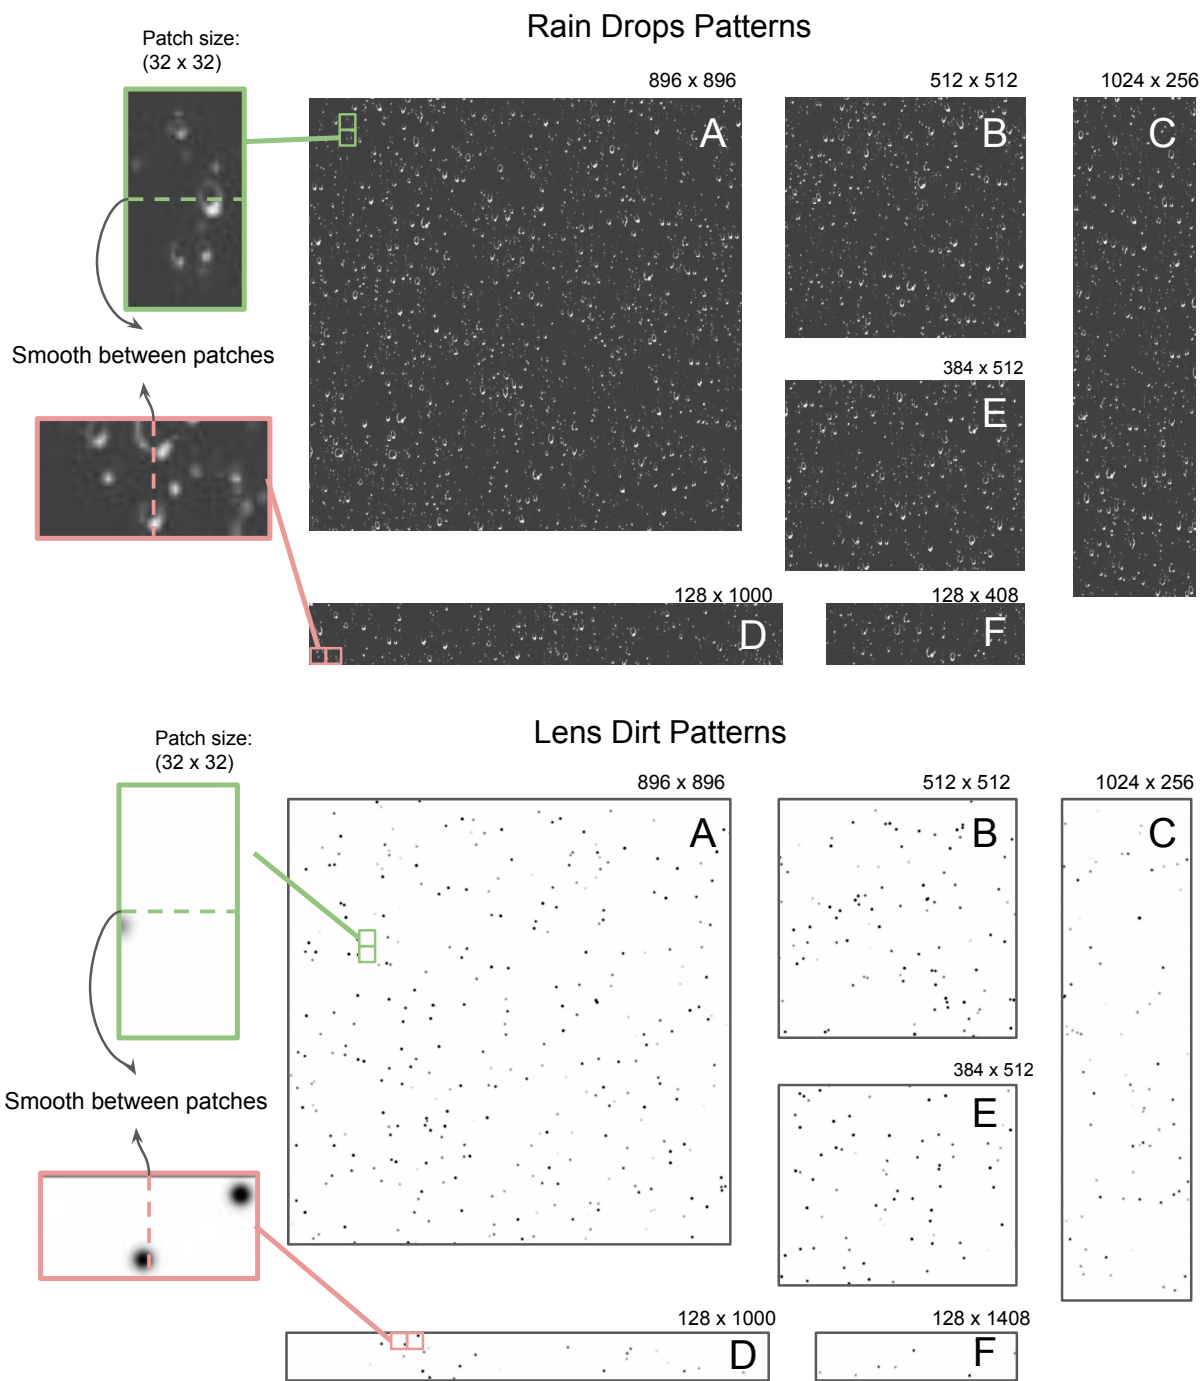 Rain Drops Patterns
Patch size:
(32 x 32)
896 x 896
512 x 512
1024 x 256
A
B
C
Smooth between patches
384 x 512
E
128 x 1000
128 x 408
D
F
Lens Dirt Patterns
Patch size:
(32 x 32)
896 x 896
512 x 512
1024 x 256
A
B
C
384 x 512
Smooth between patches
E
128 x 1000
128 x 1408
D
F